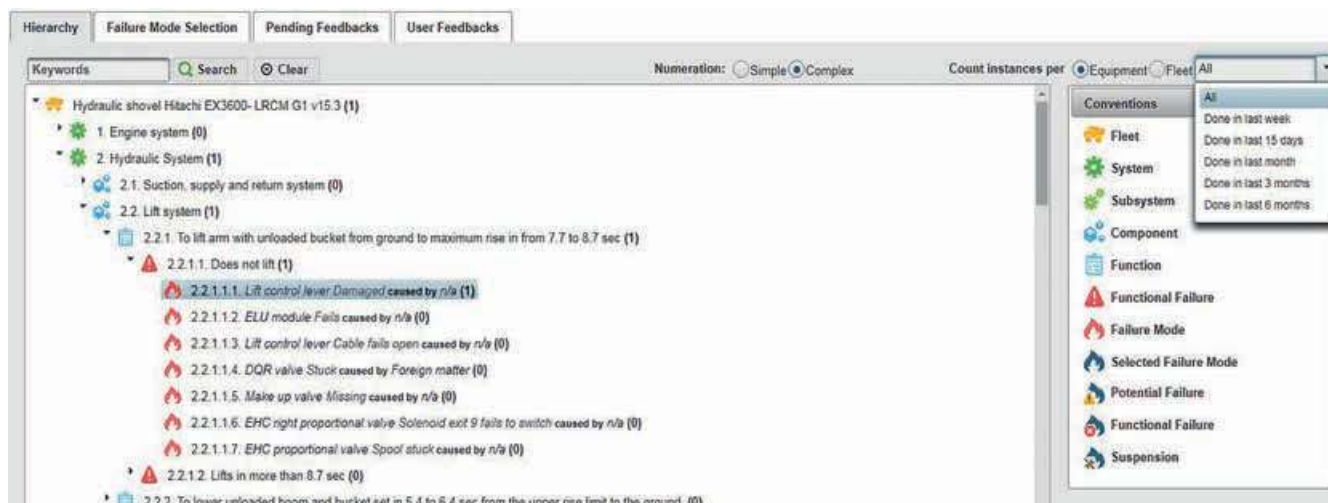 Hierarchy Failure Mode Selection Pending Feedbacks User Feedbacks
Keywords Search Clear Numeration: Simple Complex Count instances per Equipment Fleet All
Hydraulic shovel Hitachi EX3600- LRCM G1 v15.3 (1)
1. Engine system (0)
2. Hydraulic System (1)
2.1. Suction, supply and return system (0)
2.2. Lift system (1)
2.2.1. To lift arm with unloaded bucket from ground to maximum rise in from 7.7 to 8.7 sec (1)
2.2.1.1. Does not lift (1)
2.2.1.1.1. Lift control lever Damaged caused by n/a (1)
2.2.1.1.2. ELU module Fails caused by n/a (0)
2.2.1.1.3. Lift control lever Cable fails open caused by n/a (0)
2.2.1.1.4. DQR valve Stuck caused by Foreign matter (0)
2.2.1.1.5. Make up valve Missing caused by n/a (0)
2.2.1.1.6. EHC right proportional valve Solenoid exit 9 fails to switch caused by n/a (0)
2.2.1.1.7. EHC proportional valve Spool stuck caused by n/a (0)
2.2.1.2. Lifts in more than 8.7 sec (0)
2.2.2. To lower unloaded boom and bucket set in 5.4 to 6.4 sec from the upper rise limit to the ground. (0)
Conventions
Fleet
System
Subsystem
Component
Function
Functional Failure
Failure Mode
Selected Failure Mode
Potential Failure
Functional Failure
Suspension
All
Done in last week
Done in last 15 days
Done in last month
Done in last 3 months
Done in last 6 months